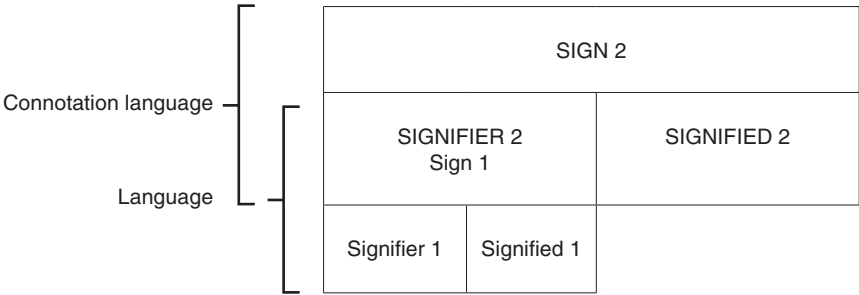 SIGN 2
Connotation language
SIGNIFIER 2
Sign 1
SIGNIFIED 2
Language
Signifier 1
Signified 1